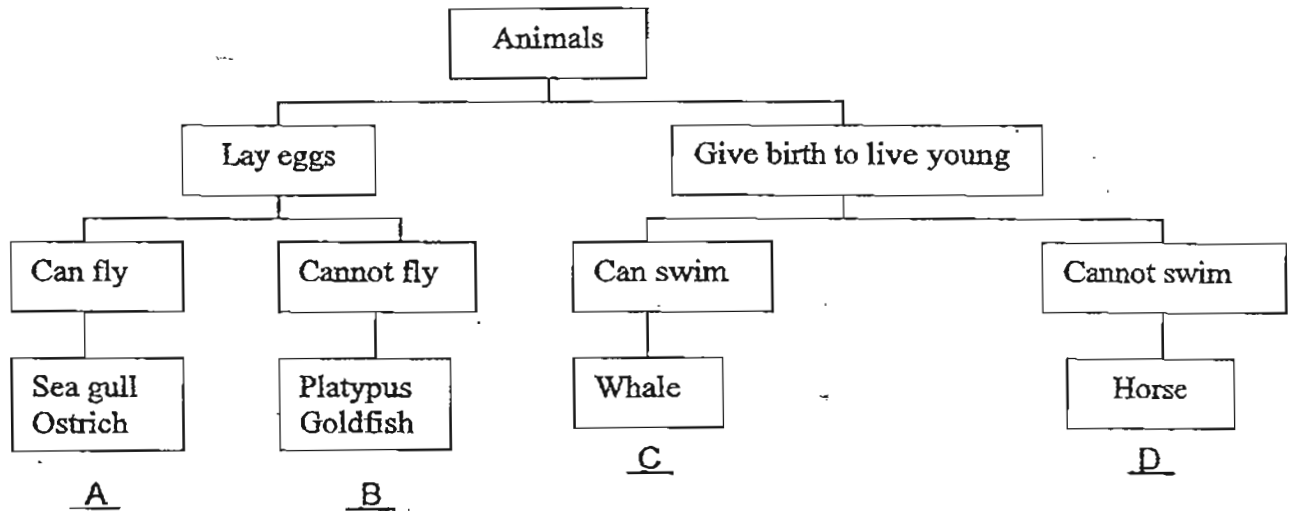 Animals
Lay eggs
Give birth to live young
Can fly
Cannot fly
Can swim
Cannot swim
Sea gull
Ostrich
Platypus
Goldfish
Whale
Horse
A
B
C
D